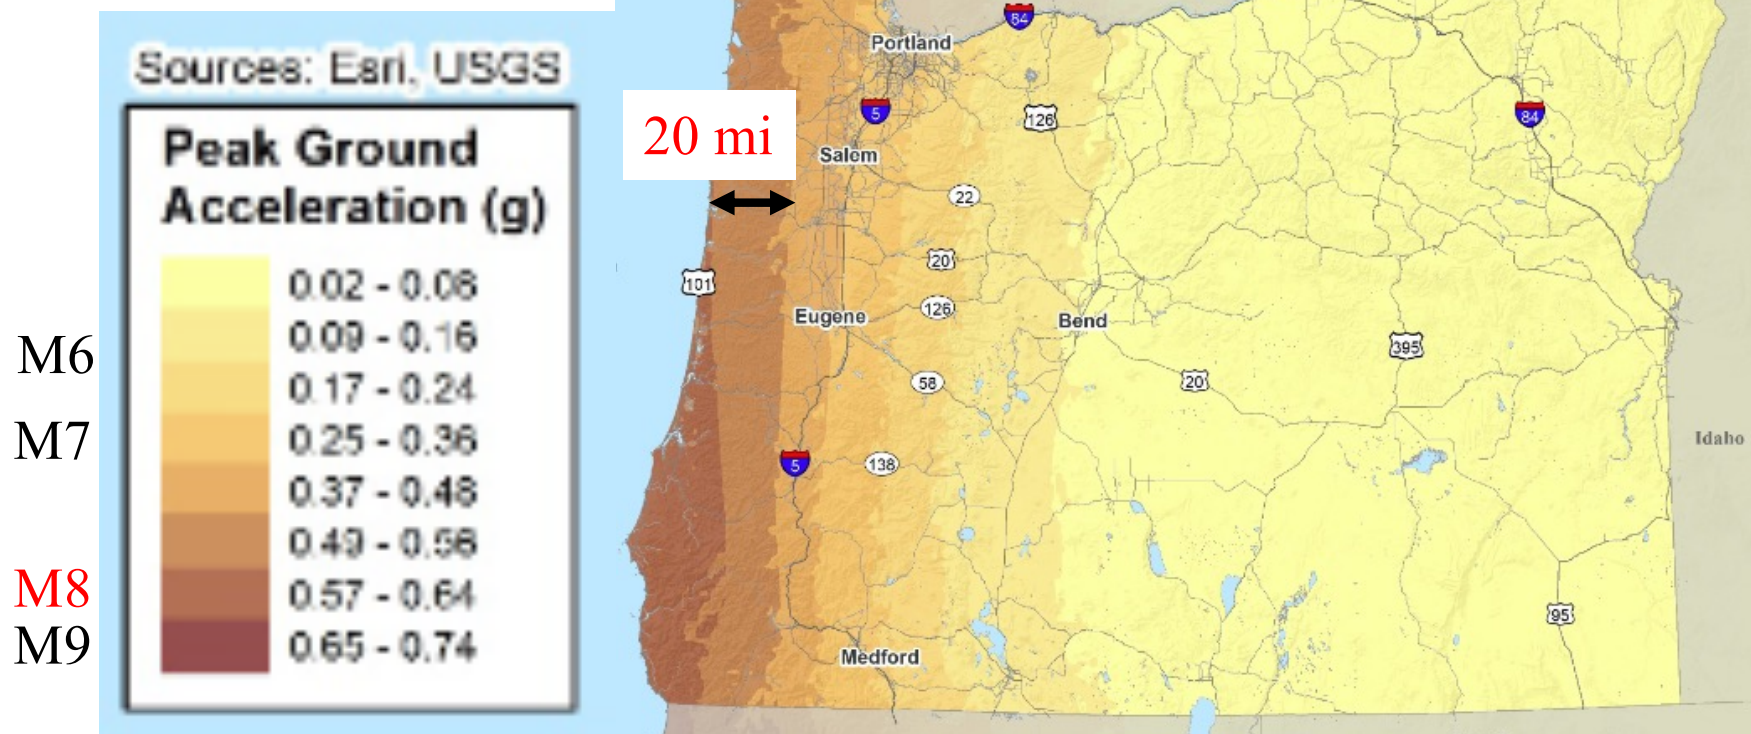 Sources: Esri, USGS
Peak Ground
Acceleration (g)
0.02 - 0.08
0.09 - 0.16
0.17 - 0.24
0.25 - 0.36
0.37 - 0.48
0.49 - 0.56
0.57 - 0.64
0.65 - 0.74
M6
M7
M8
M9
20 mi
84
Portland
5
126
84
Salem
22
20
101
126
Eugene
Bend
395
58
20
Idaho
5
138
95
Medford